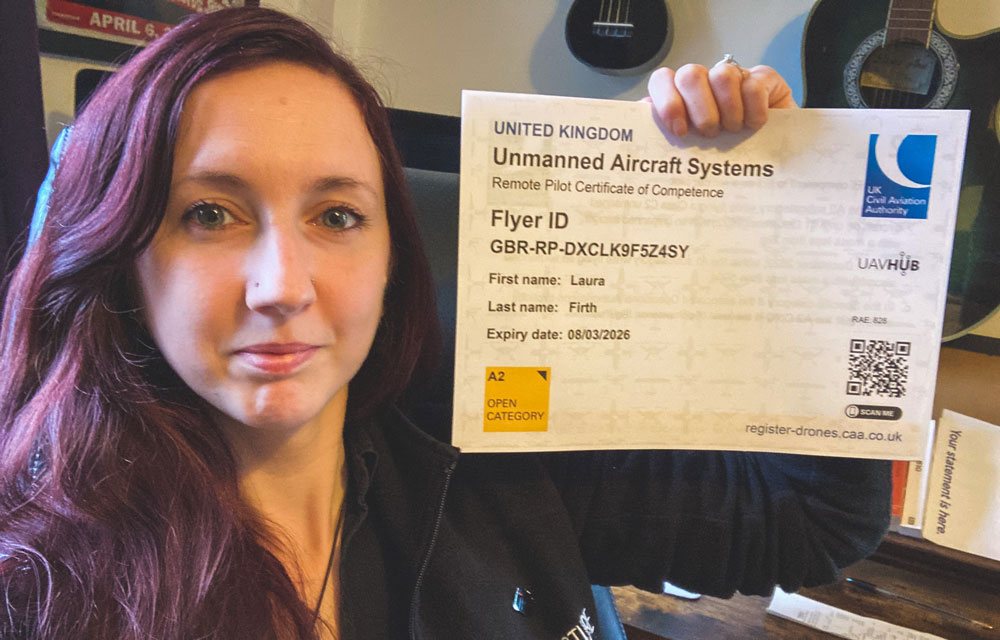 APRIL 6,
UNITED KINGDOM
Unmanned Aircraft Systems
Remote Pilot Certificate of Competence
Flyer ID
GBR-RP-DXCLK9F5Z4SY
First name: Laura
Last name: Firth
Expiry date: 08/03/2026
A2
OPEN
CATEGORY
UK
Civil Aviation
Authority
UAVHUB
RAE: 828
SCAN ME
register-drones.caa.co.uk
Your statement is here.